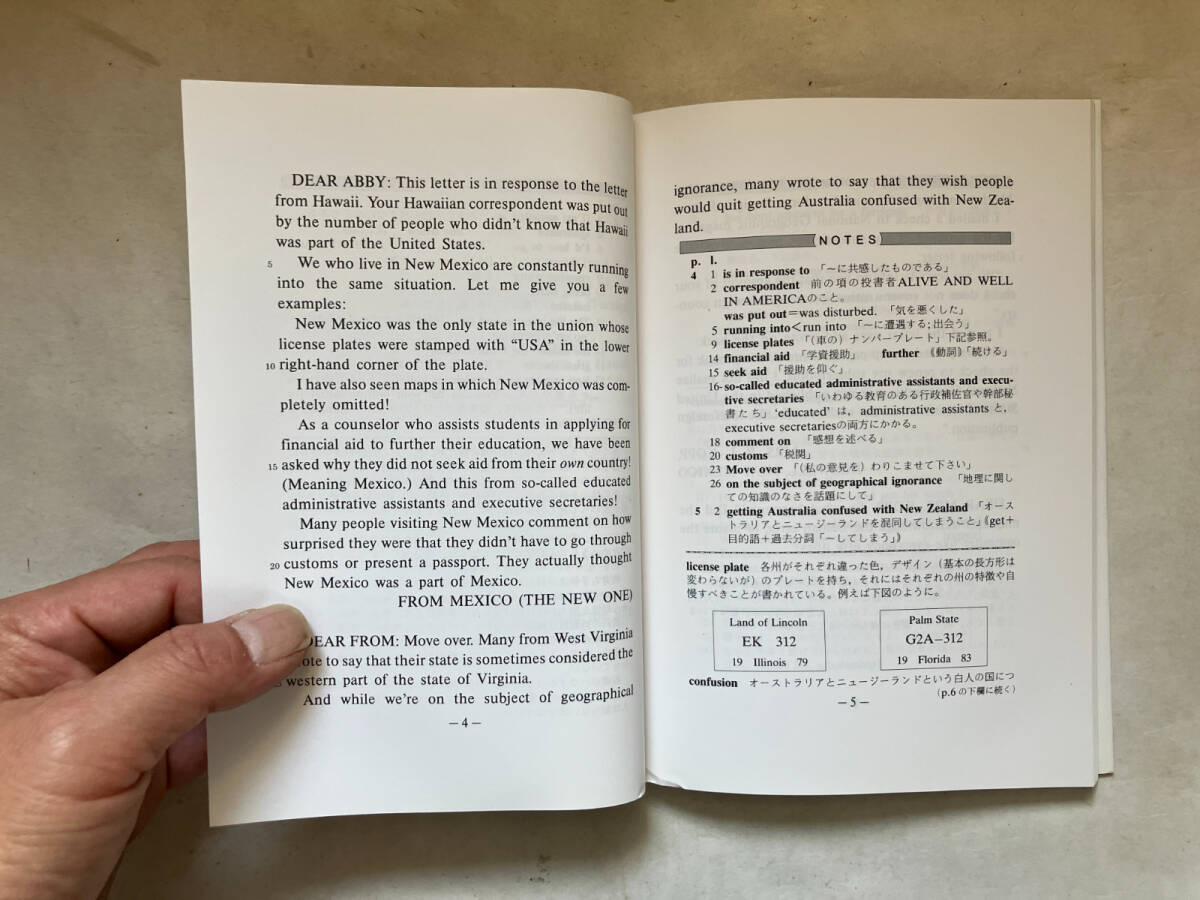 DEAR ABBY: This letter is in response to the letter
from Hawaii. Your Hawaiian correspondent was put out
by the number of people who didn't know that Hawaii
was part of the United States.
5 We who live in New Mexico are constantly running
into the same situation. Let me give you a few
examples:
New Mexico was the only state in the union whose
license plates were stamped with “USA” in the lower
10 right-hand corner of the plate.
I have also seen maps in which New Mexico was com-
pletely omitted!
As a counselor who assists students in applying for
financial aid to further their education, we have been
15 asked why they did not seek aid from their own country!
(Meaning Mexico.) And this from so-called educated
administrative assistants and executive secretaries!
Many people visiting New Mexico comment on how
surprised they were that they didn't have to go through
20 customs or present a passport. They actually thought
New Mexico was a part of Mexico.
FROM MEXICO (THE NEW ONE)
DEAR FROM: Move over. Many from West Virginia
to say that their state is sometimes considered the
western part of the state of Virginia.
And while we're on the subject of geographical
— 4 —
ignorance, many wrote to say that they wish people
would quit getting Australia confused with New Zea-
land.
NOTES
p. l.
4 1 is in response to 「〜に共感したものである」
2 correspondent 前の項の投書者ALIVE AND WELL
IN AMERICAのこと。
was put out=was disturbed. 「気を悪くした」
5 running into<run into 「〜に遭遇する;出会う」
9 license plates 「(車の) ナンバープレート」下記参照。
14 financial aid 「学資援助」 further 《動詞》「続ける」
15 seek aid 「援助を仰ぐ」
16- so-called educated administrative assistants and execu-
tive secretaries 「いわゆる教育のある行政補佐官や幹部秘
書たち」 ‘educated’ は, administrative assistants と,
executive secretariesの両方にかかる。
18 comment on 「感想を述べる」
20 customs 「税関」
23 Move over 「(私の意見を) わりこませて下さい」
26 on the subject of geographical ignorance 「地理に関し
ての知識のなさを話題にして」
5 2 getting Australia confused with New Zealand 「オース
トラリアとニュージーランドを混同してしまうこと」《get+
目的語+過去分詞「〜してしまう」》
license plate 各州がそれぞれ違った色, デザイン (基本の長方形は
変わらないが) のプレートを持ち, それにはそれぞれの州の特徴や自
慢すべきことが書かれている。例えば下図のように。
Land of Lincoln
EK 312
19 Illinois 79
Palm State
G2A-312
19 Florida 83
confusion オーストラリアとニュージーランドという白人の国につ
(p.6 の下欄に続く)
— 5 —